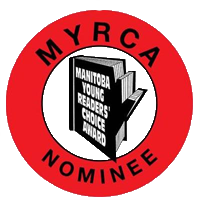 MYRCA
MANITOBA
YOUNG
READERS'
CHOICE
AWARD
NOMINEE